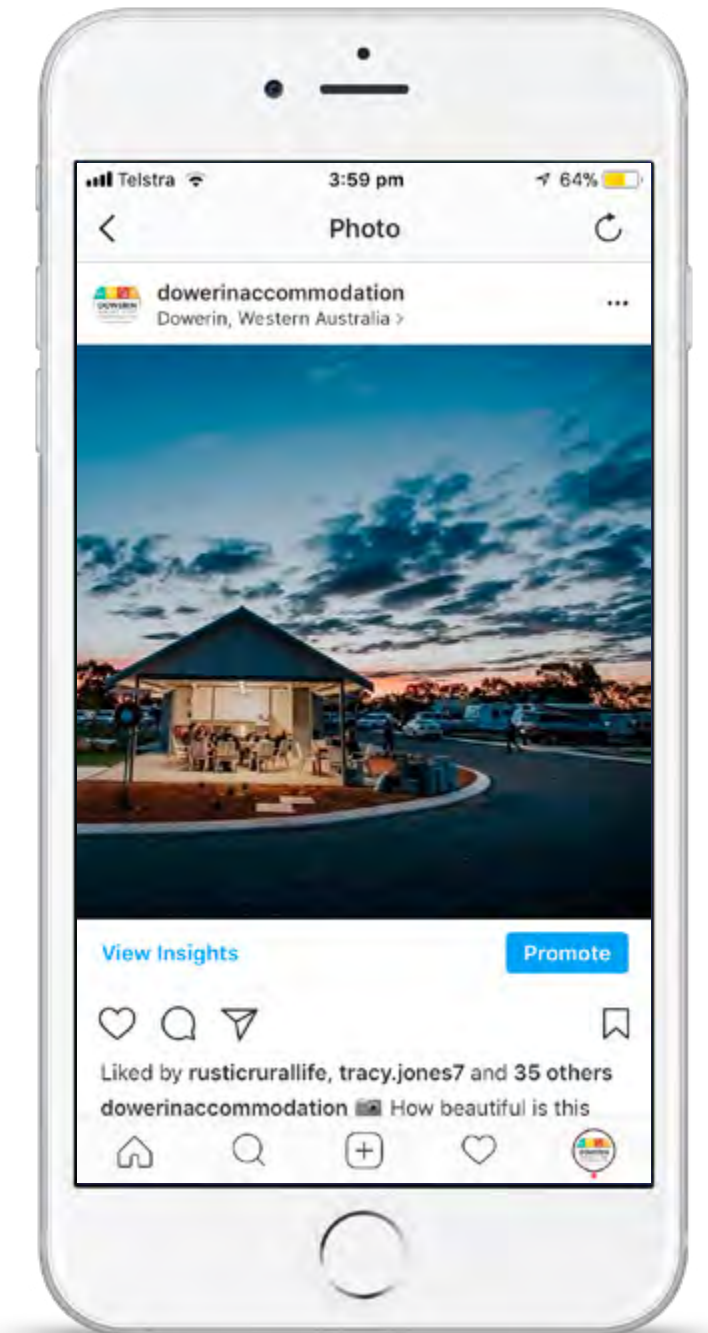 Telstra 3:59 pm 64%
Photo
dowerinaccommodation
Dowerin, Western Australia >
View Insights Promote
Liked by rusticrurallife, tracy.jones7 and 35 others
dowerinaccommodation 📷 How beautiful is this